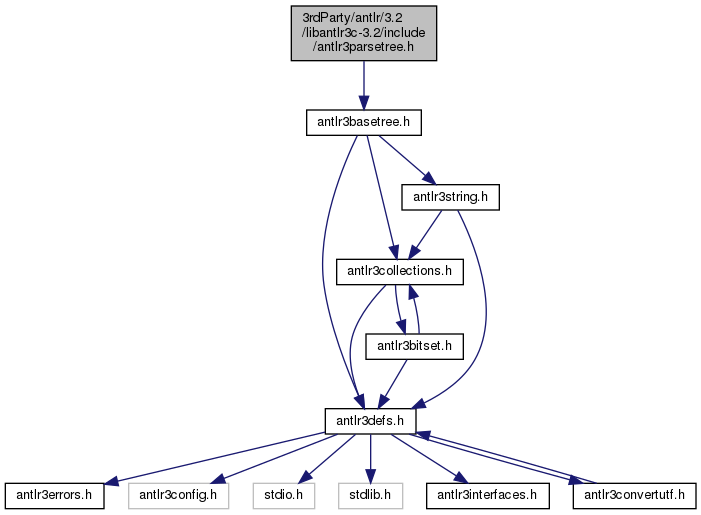 3rdParty/antlr/3.2
/libantlr3c-3.2/include
/antlr3parsetree.h
antlr3basetree.h
antlr3string.h
antlr3collections.h
antlr3bitset.h
antlr3defs.h
antlr3errors.h
antlr3config.h
stdio.h
stdlib.h
antlr3interfaces.h
antlr3convertutf.h